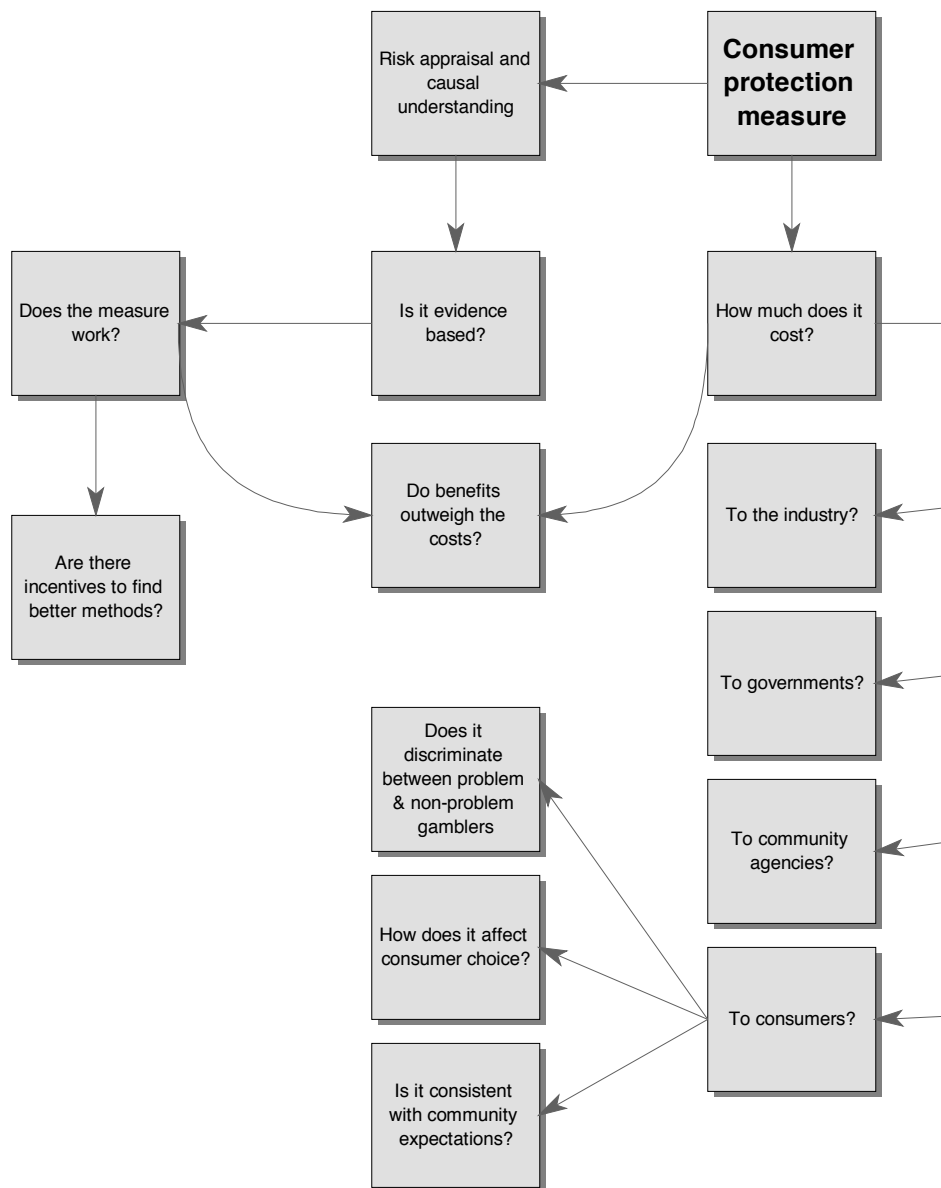 Risk appraisal and
causal
understanding
Consumer
protection
measure
Does the measure
work?
Is it evidence
based?
How much does it
cost?
Do benefits
outweigh the
costs?
To the industry?
Are there
incentives to find
better methods?
To governments?
Does it
discriminate
between problem
& non-problem
gamblers
To community
agencies?
How does it affect
consumer choice?
To consumers?
Is it consistent
with community
expectations?